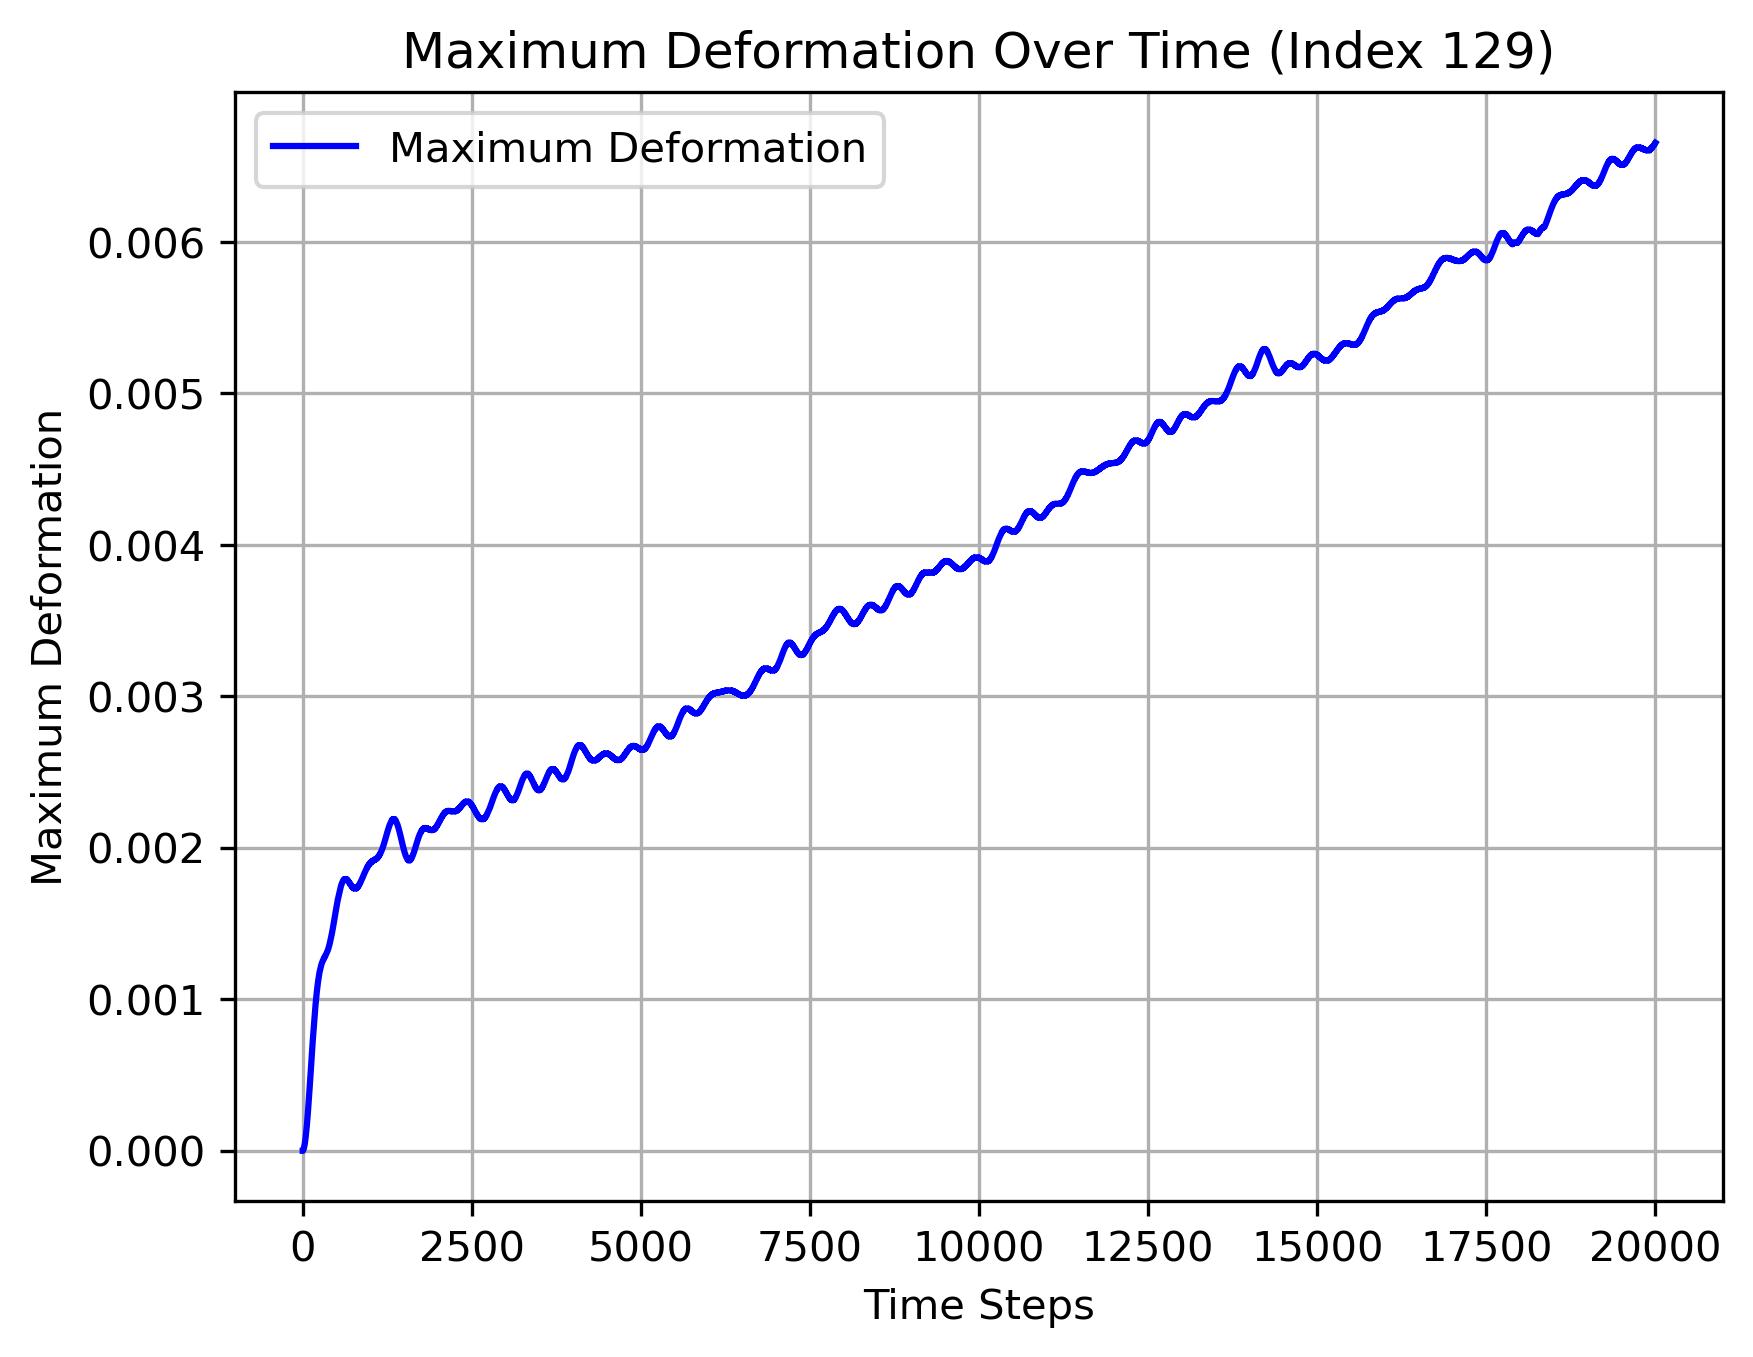 Maximum Deformation Over Time (Index 129)
Maximum Deformation
Maximum Deformation
0.006
0.005
0.004
0.003
0.002
0.001
0.000
0 2500 5000 7500 10000 12500 15000 17500 20000
Time Steps